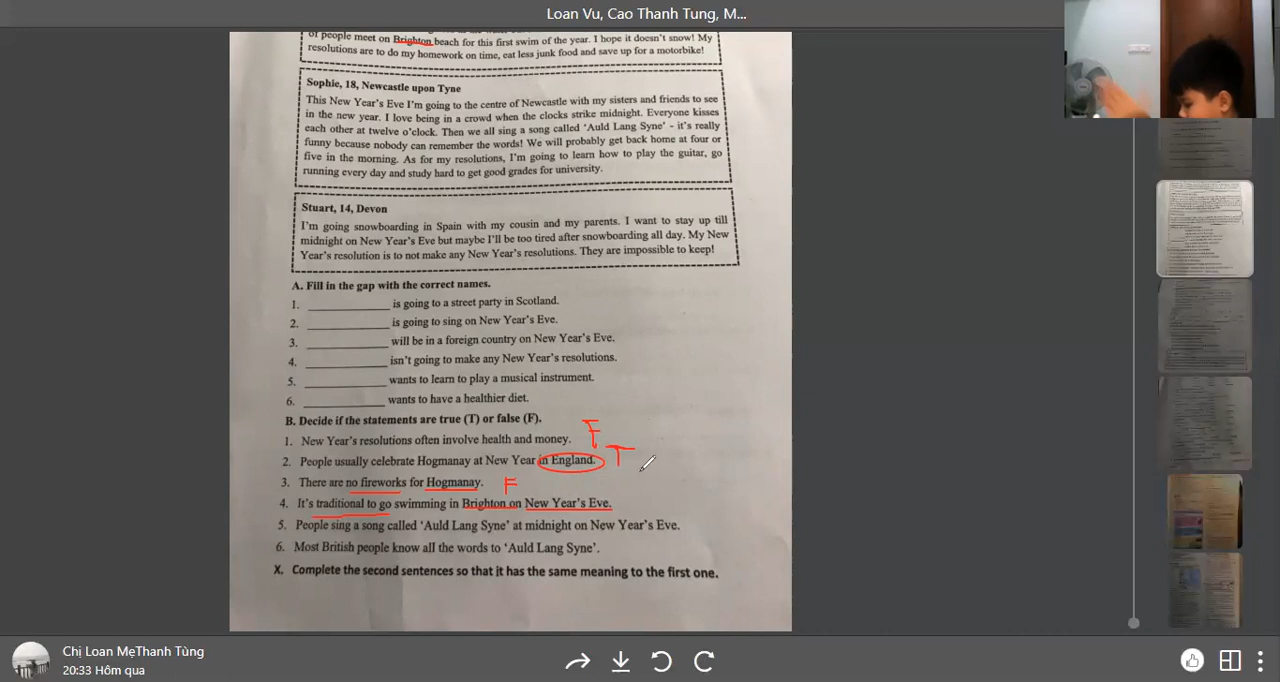 Loan Vu, Cao Thanh Tung, M...
of people meet on Brighton beach for this first swim of the year. I hope it doesn't snow! My
resolutions are to do my homework on time, eat less junk food and save up for a motorbike!
Sophie, 18, Newcastle upon Tyne
This New Year's Eve I'm going to the centre of Newcastle with my sisters and friends to see
in the new year. I love being in a crowd when the clocks strike midnight. Everyone kisses
each other at twelve o'clock. Then we all sing a song called 'Auld Lang Syne' - it's really
funny because nobody can remember the words! We will probably get back home at four or
five in the morning. As for my resolutions, I'm going to learn how to play the guitar, go
running every day and study hard to get good grades for university.
Stuart, 14, Devon
I'm going snowboarding in Spain with my cousin and my parents. I want to stay up till
midnight on New Year's Eve but maybe I'll be too tired after snowboarding all day. My New
Year's resolution is to not make any New Year's resolutions. They are impossible to keep!
A. Fill in the gap with the correct names.
1. ____________ is going to a street party in Scotland.
2. ____________ is going to sing on New Year's Eve.
3. ____________ will be in a foreign country on New Year's Eve.
4. ____________ isn't going to make any New Year's resolutions.
5. ____________ wants to learn to play a musical instrument.
6. ____________ wants to have a healthier diet.
B. Decide if the statements are true (T) or false (F).
1. New Year's resolutions often involve health and money. F
2. People usually celebrate Hogmanay at New Year in England. T
3. There are no fireworks for Hogmanay. F
4. It's traditional to go swimming in Brighton on New Year's Eve.
5. People sing a song called 'Auld Lang Syne' at midnight on New Year's Eve.
6. Most British people know all the words to 'Auld Lang Syne'.
X. Complete the second sentences so that it has the same meaning to the first one.
Chị Loan MẹThanh Tùng
20:33 Hôm qua